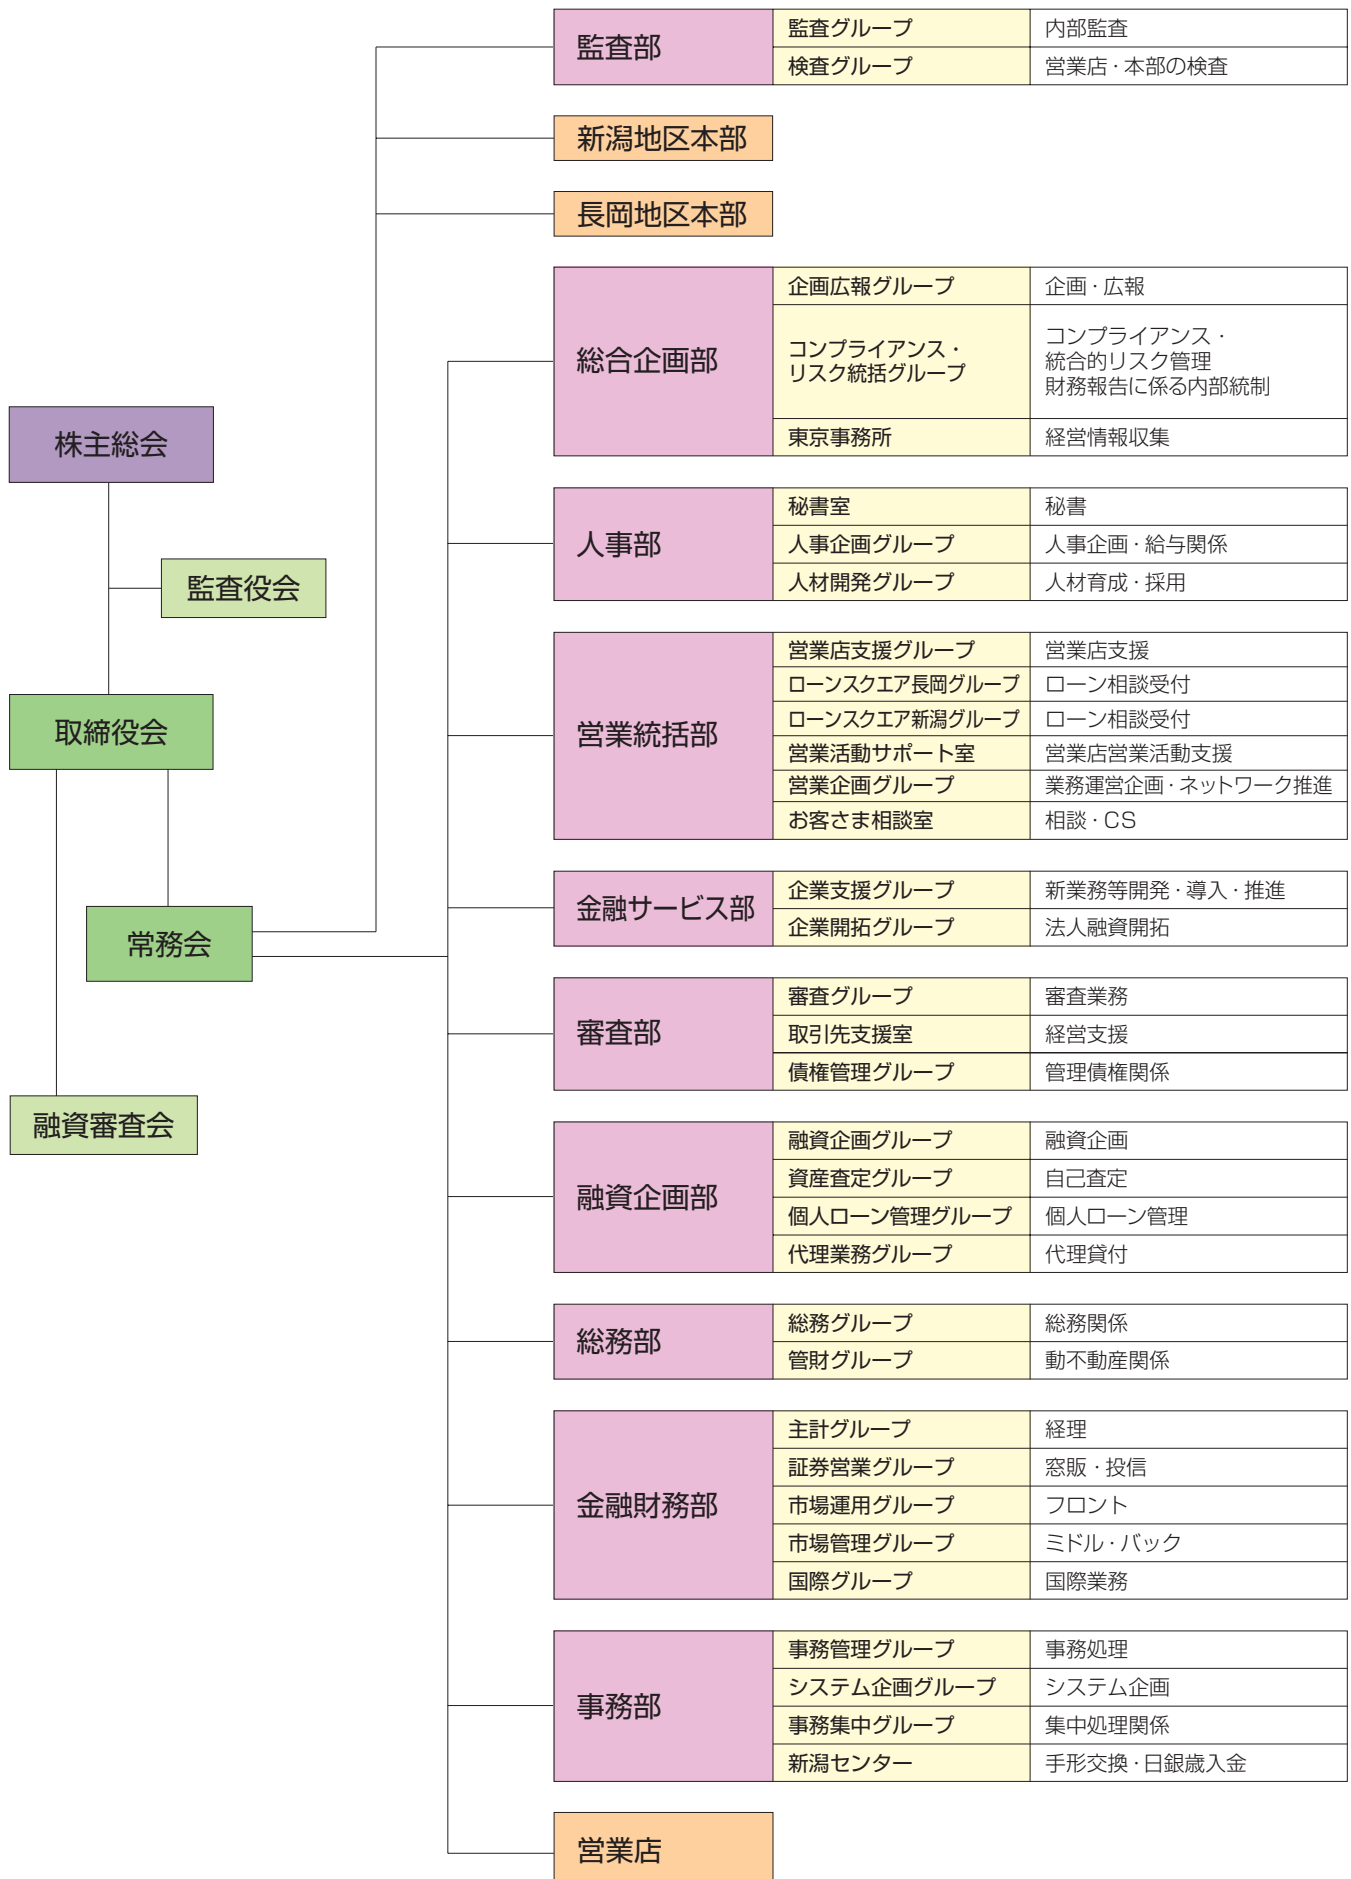 株主総会
監査役会
取締役会
常務会
融資審査会
監査部
監査グループ 内部監査
検査グループ 営業店・本部の検査
新潟地区本部
長岡地区本部
総合企画部
企画広報グループ 企画・広報
コンプライアンス・
リスク統括グループ
コンプライアンス・
統合的リスク管理
財務報告に係る内部統制
東京事務所 経営情報収集
人事部
秘書室 秘書
人事企画グループ 人事企画・給与関係
人材開発グループ 人材育成・採用
営業統括部
営業店支援グループ 営業店支援
ローンスクエア長岡グループ ローン相談受付
ローンスクエア新潟グループ ローン相談受付
営業活動サポート室 営業店営業活動支援
営業企画グループ 業務運営企画・ネットワーク推進
お客さま相談室 相談・CS
金融サービス部
企業支援グループ 新業務等開発・導入・推進
企業開拓グループ 法人融資開拓
審査部
審査グループ 審査業務
取引先支援室 経営支援
債権管理グループ 管理債権関係
融資企画部
融資企画グループ 融資企画
資産査定グループ 自己査定
個人ローン管理グループ 個人ローン管理
代理業務グループ 代理貸付
総務部
総務グループ 総務関係
管財グループ 動不動産関係
金融財務部
主計グループ 経理
証券営業グループ 窓販・投信
市場運用グループ フロント
市場管理グループ ミドル・バック
国際グループ 国際業務
事務部
事務管理グループ 事務処理
システム企画グループ システム企画
事務集中グループ 集中処理関係
新潟センター 手形交換・日銀歳入金
営業店